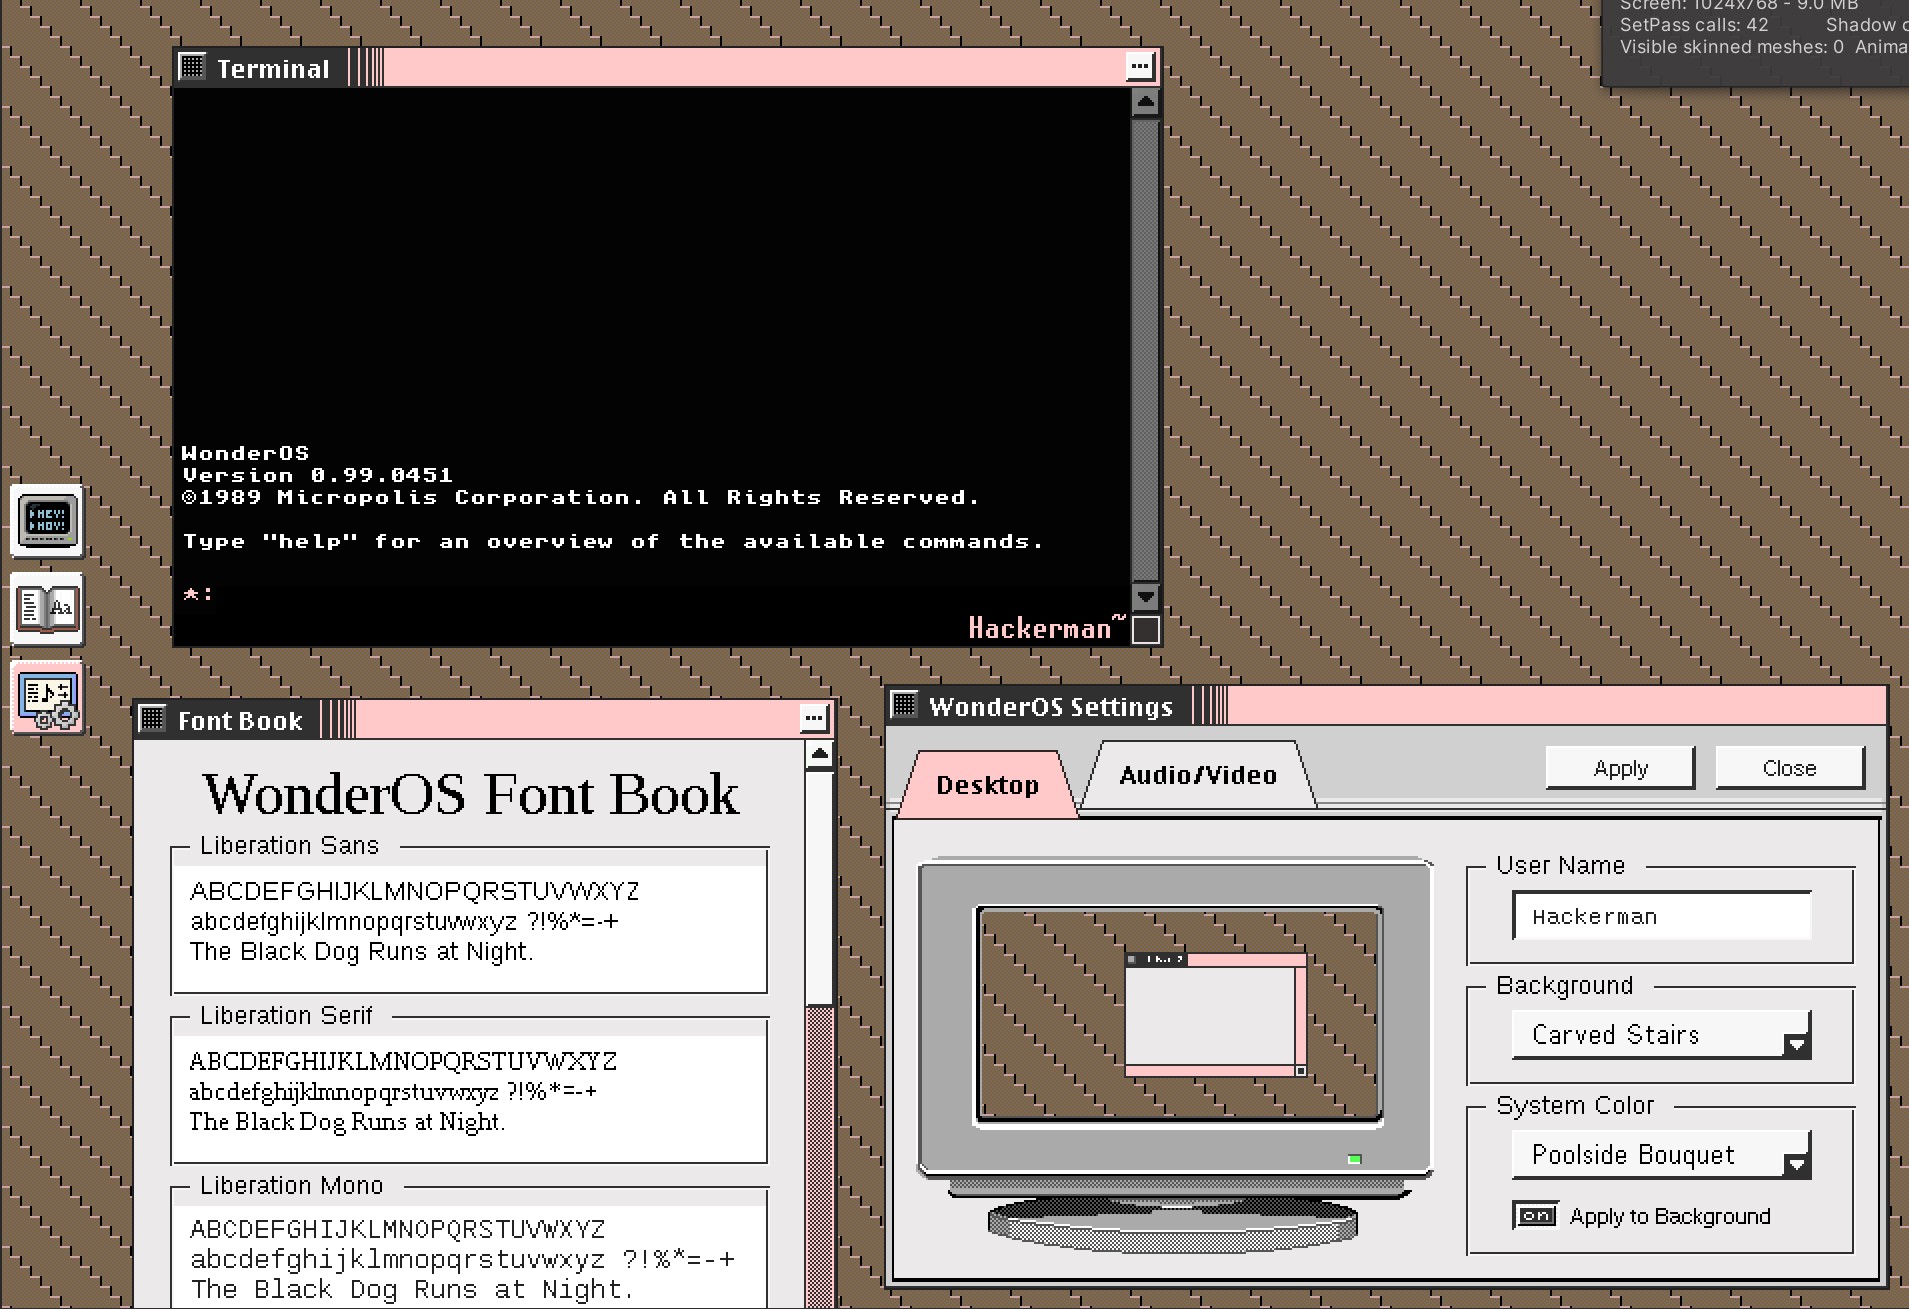 Screen: 1024x768 - 9.0 MB
SetPass calls: 42 Shadow
Visible skinned meshes: 0 Anima
Terminal
WonderOS
Version 0.99.0451
©1989 Micropolis Corporation. All Rights Reserved.
Type "help" for an overview of the available commands.
*:
Hackerman~
HEY!
HOY!
Aa
Font Book
WonderOS Font Book
Liberation Sans
ABCDEFGHIJKLMNOPQRSTUVWXYZ
abcdefghijklmnopqrstuvwxyz ?!%*=-+
The Black Dog Runs at Night.
Liberation Serif
ABCDEFGHIJKLMNOPQRSTUVWXYZ
abcdefghijklmnopqrstuvwxyz ?!%*=-+
The Black Dog Runs at Night.
Liberation Mono
ABCDEFGHIJKLMNOPQRSTUVWXYZ
abcdefghijklmnopqrstuvwxyz ?!%*=-+
The Black Dog Runs at Night.
WonderOS Settings
Desktop
Audio/Video
Apply
Close
User Name
Hackerman
Background
Carved Stairs
System Color
Poolside Bouquet
on Apply to Background